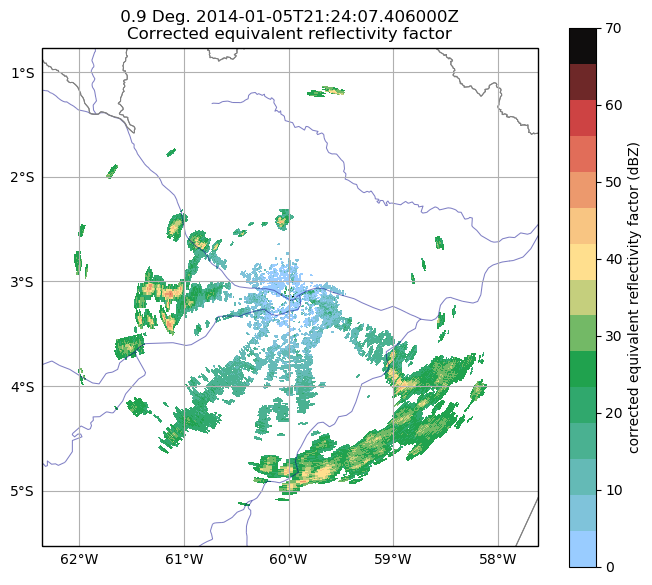 0.9 Deg. 2014-01-05T21:24:07.406000Z
Corrected equivalent reflectivity factor
1°S
2°S
3°S
4°S
5°S
62°W
61°W
60°W
59°W
58°W
70
60
50
40
30
20
10
0
corrected equivalent reflectivity factor (dBZ)